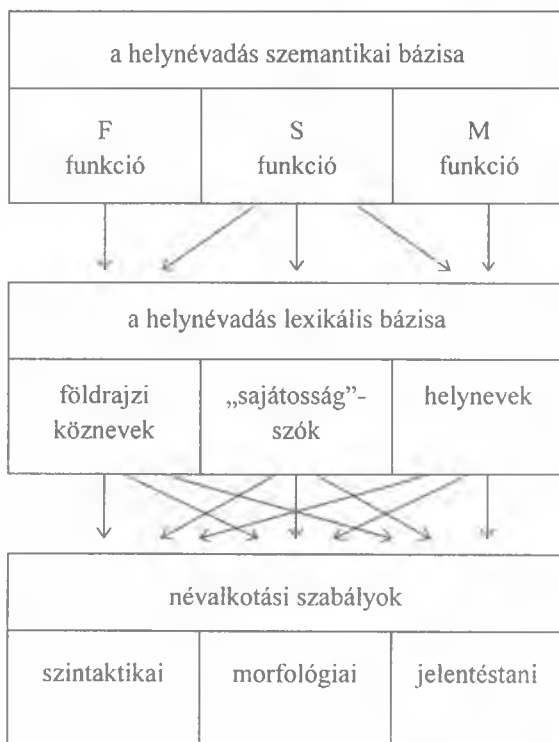 a helynévadás szemantikai bázisa
F
funkció
S
funkció
M
funkció
a helynévadás lexikális bázisa
földrajzi
köznevek
„sajátosság”-
szók
helynevek
névalkotási szabályok
szintaktikai
morfológiai
jelentéstani